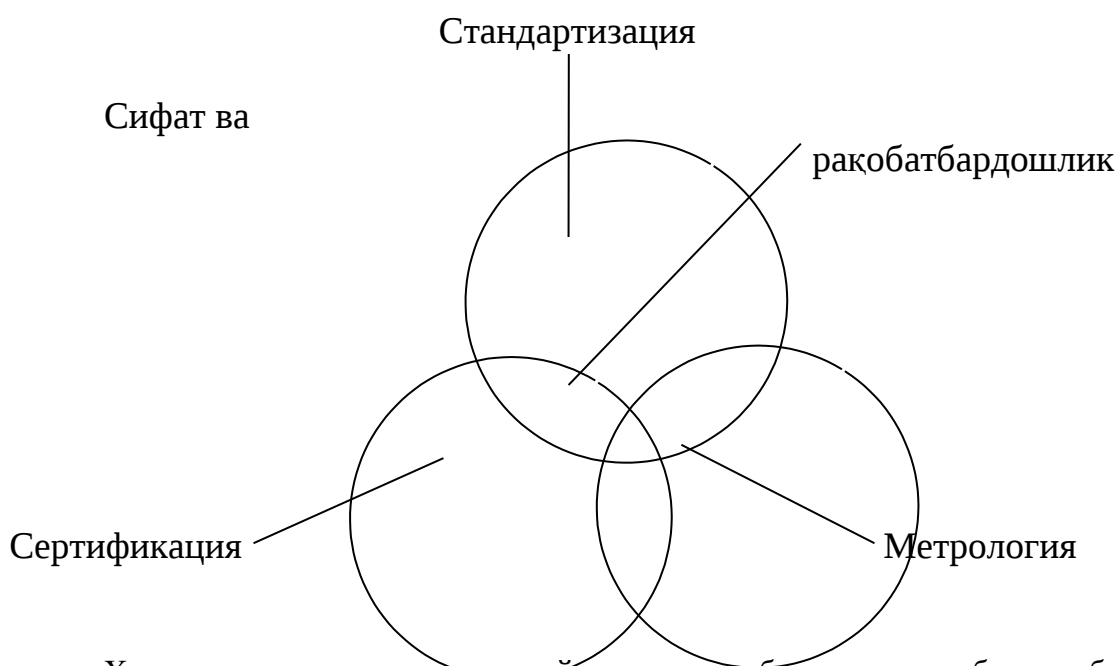 Стандартизация
Сифат ва
рақобатбардошлик
Сертификация
Метрология